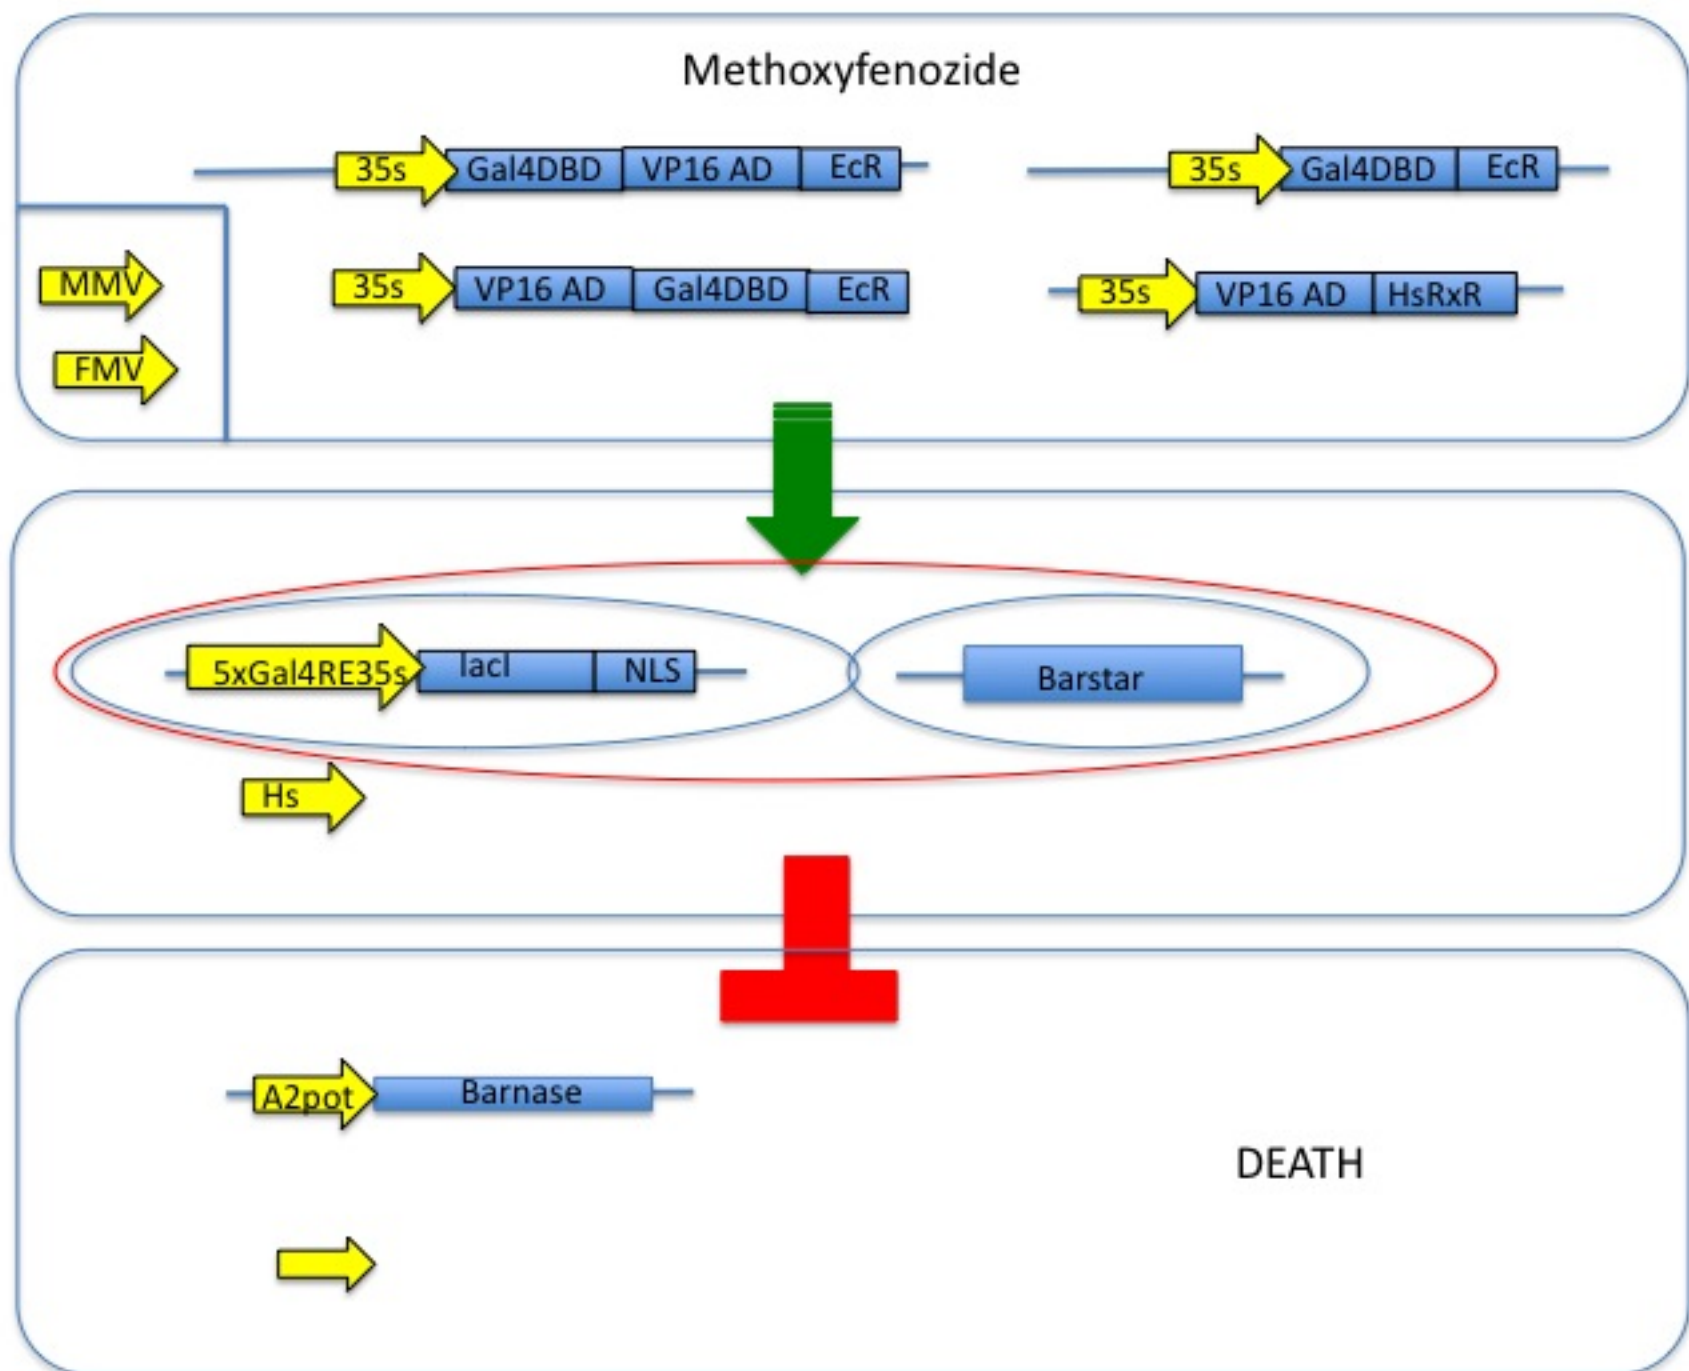 Methoxyfenozide
35s Gal4DBD VP16 AD EcR
35s Gal4DBD EcR
MMV
35s VP16 AD Gal4DBD EcR
35s VP16 AD HsRxR
FMV
5xGal4RE35s lacI NLS
Barstar
Hs
A2pot Barnase
DEATH